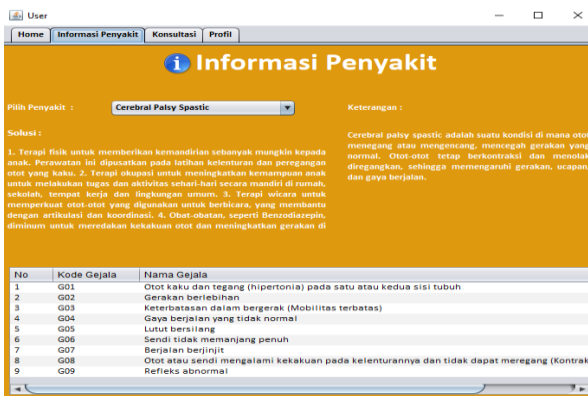 User
Home Informasi Penyakit Konsultasi Profil
Informasi Penyakit
Pilih Penyakit : Cerebral Palsy Spastic
Keterangan :
Solusi :
1. Terapi fisik untuk memberikan kemandirian sebanyak mungkin kepada
anak. Perawatan ini dipusatkan pada latihan kelenturan dan peregangan
otot yang kaku. 2. Terapi okupasi untuk meningkatkan kemampuan anak
untuk melakukan tugas dan aktivitas sehari-hari secara mandiri di rumah,
sekolah, tempat kerja dan lingkungan umum. 3. Terapi wicara untuk
memperkuat otot-otot yang digunakan untuk berbicara, yang membantu
dengan artikulasi dan koordinasi. 4. Obat-obatan, seperti Benzodiazepin,
diminum untuk meredakan kekakuan otot dan meningkatkan gerakan di
Cerebral palsy spastic adalah suatu kondisi di mana otot
menegang atau mengencang, mencegah gerakan yang
normal. Otot-otot tetap berkontraksi dan menolak
diregangkan, sehingga memengaruhi gerakan, ucapan,
dan gaya berjalan.
No Kode Gejala Nama Gejala
1 G01 Otot kaku dan tegang (hipertonia) pada satu atau kedua sisi tubuh
2 G02 Gerakan berlebihan
3 G03 Keterbatasan dalam bergerak (Mobilitas terbatas)
4 G04 Gaya berjalan yang tidak normal
5 G05 Lutut bersilang
6 G06 Sendi tidak memanjang penuh
7 G07 Berjalan berjinjit
8 G08 Otot atau sendi mengalami kekakuan pada kelenturannya dan tidak dapat meregang (Kontrak
9 G09 Refleks abnormal